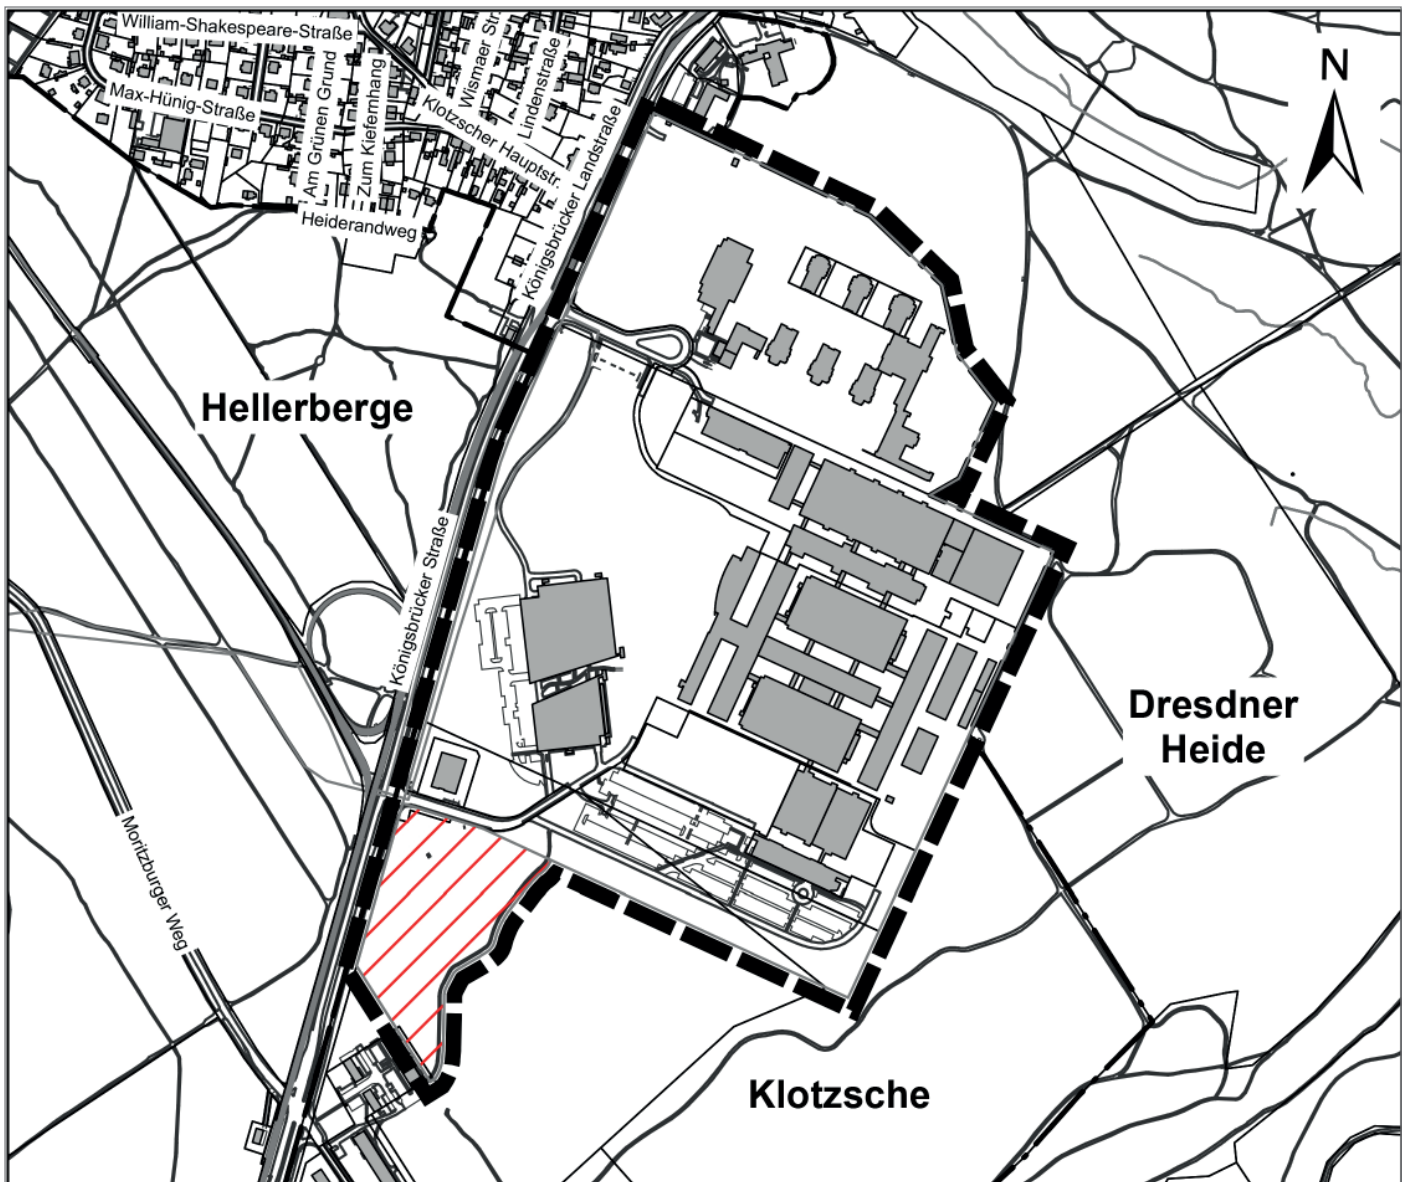 William-Shakespeare-Straße
Max-Hünig-Straße
Am Grünen Grund
Zum Kiefernhang
Heiderandweg
Klotzscher Hauptstr.
Wismaer Str.
Lindenstraße
Königsbrücker Landstraße
N
Hellerberge
Königsbrücker Straße
Dresdner
Heide
Moritzburger Weg
Klotzsche